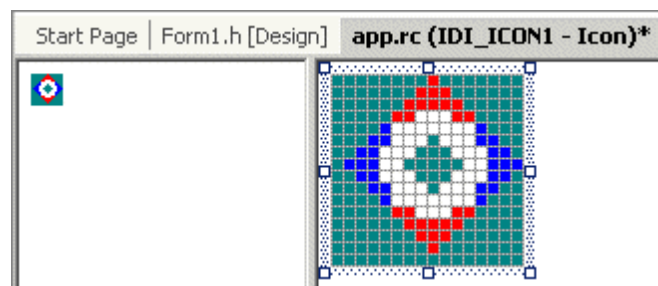 Start Page Form1.h [Design] app.rc (IDI_ICON1 - Icon)*